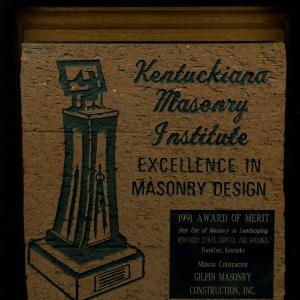 Kentuckiana
Masonry
Institute
EXCELLENCE IN
MASONRY DESIGN
1991 AWARD OF MERIT
Best Use of Masonry in Landscaping
KENTUCKY STATE CAPITOL AND GROUNDS
Frankfort, Kentucky
Mason Contractor
GILPIN MASONRY
CONSTRUCTION, INC.